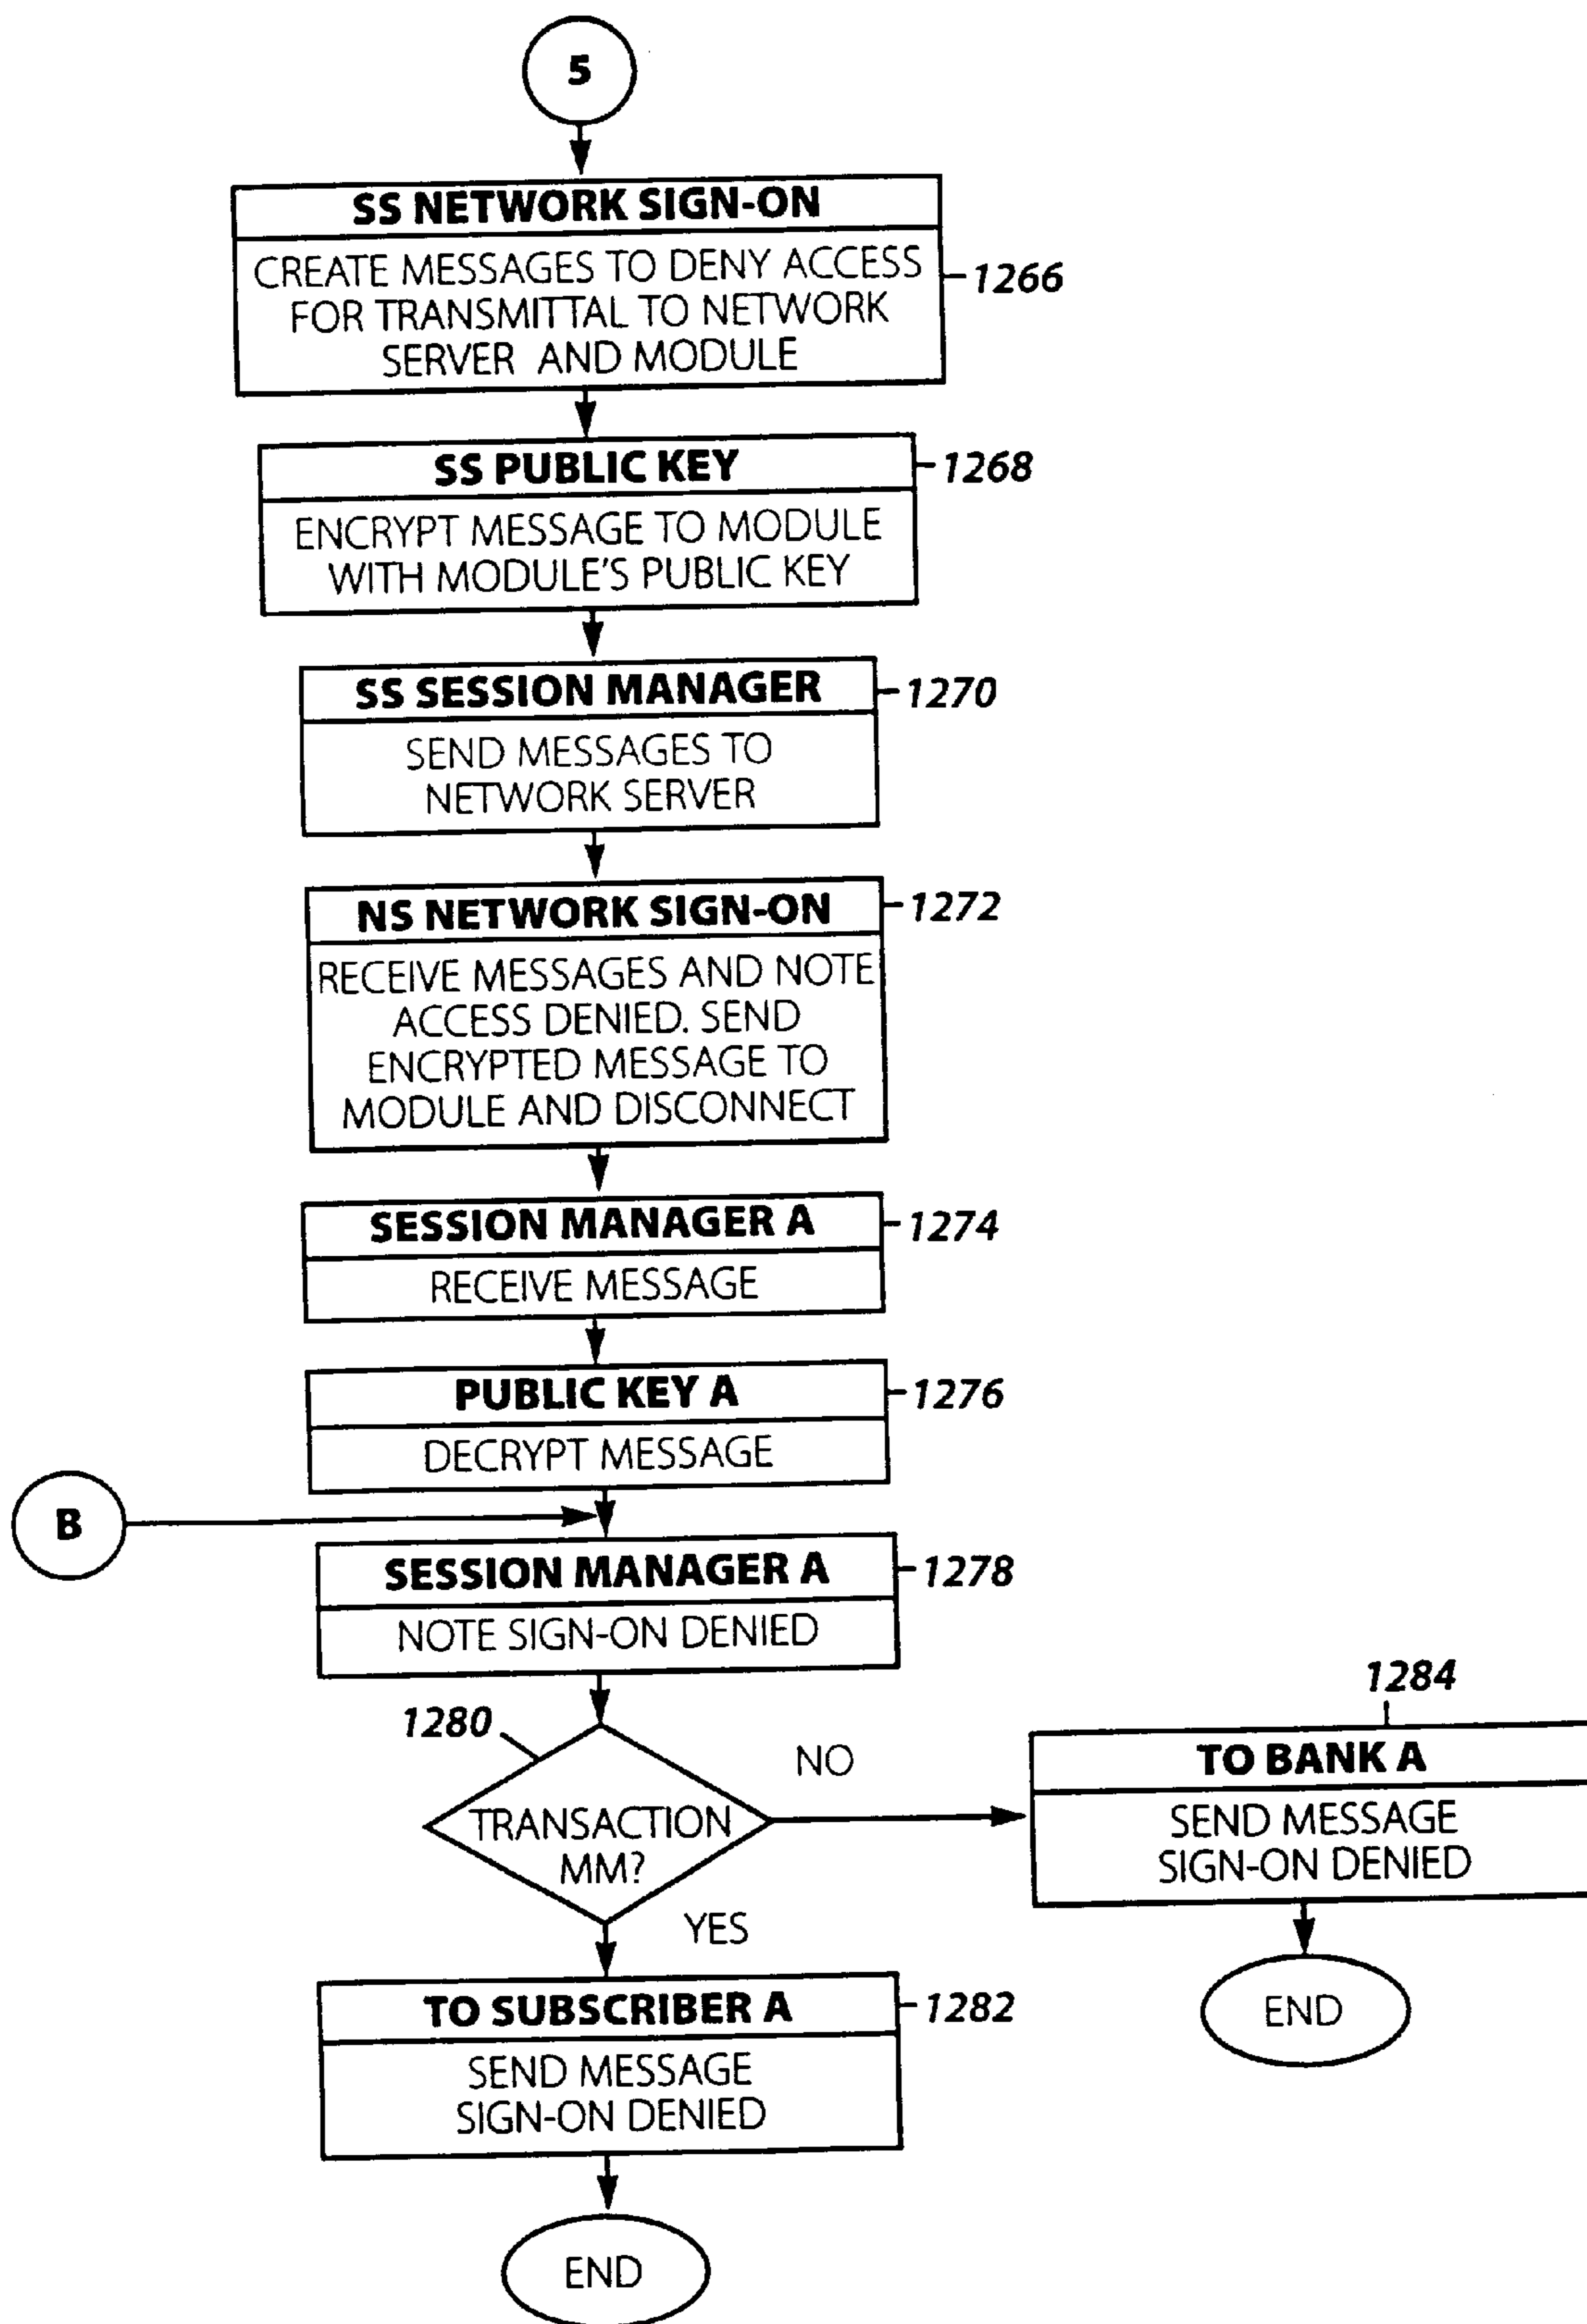 5
SS NETWORK SIGN-ON
CREATE MESSAGES TO DENY ACCESS
FOR TRANSMITTAL TO NETWORK
SERVER AND MODULE
1266
SS PUBLIC KEY
1268
ENCRYPT MESSAGE TO MODULE
WITH MODULE'S PUBLIC KEY
SS SESSION MANAGER
1270
SEND MESSAGES TO
NETWORK SERVER
NS NETWORK SIGN-ON
1272
RECEIVE MESSAGES AND NOTE
ACCESS DENIED. SEND
ENCRYPTED MESSAGE TO
MODULE AND DISCONNECT
SESSION MANAGER A
1274
RECEIVE MESSAGE
PUBLIC KEY A
1276
DECRYPT MESSAGE
B
SESSION MANAGER A
1278
NOTE SIGN-ON DENIED
1280
TRANSACTION
MM?
NO
YES
1284
TO BANK A
SEND MESSAGE
SIGN-ON DENIED
END
TO SUBSCRIBER A
1282
SEND MESSAGE
SIGN-ON DENIED
END